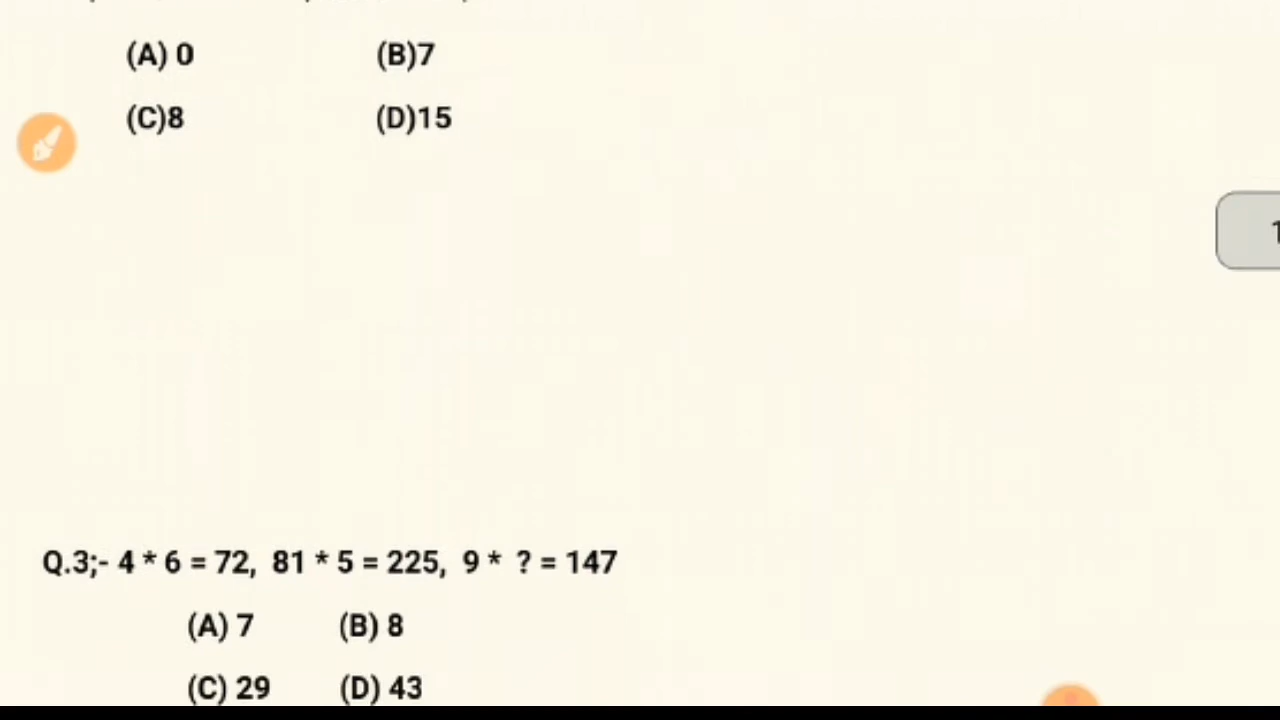 (A) 0 (B)7
(C)8 (D)15
Q.3;- 4 * 6 = 72, 81 * 5 = 225, 9 * ? = 147
(A) 7 (B) 8
(C) 29 (D) 43